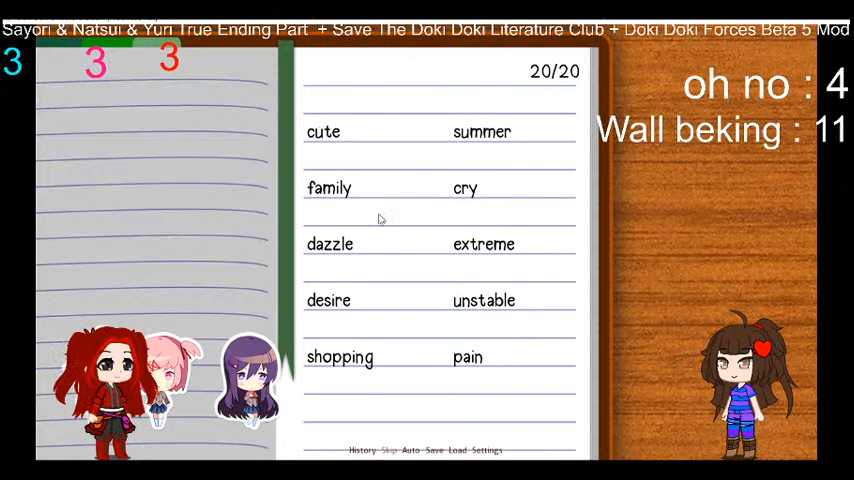 Sayori & Natsui & Yuri True Ending Part + Save The Doki Doki Literature Club + Doki Doki Forces Beta 5 Mod
3 3 3
20/20
oh no : 4
Wall beking : 11
cute summer
family cry
dazzle extreme
desire unstable
shopping pain
History Skip Auto Save Load Settings